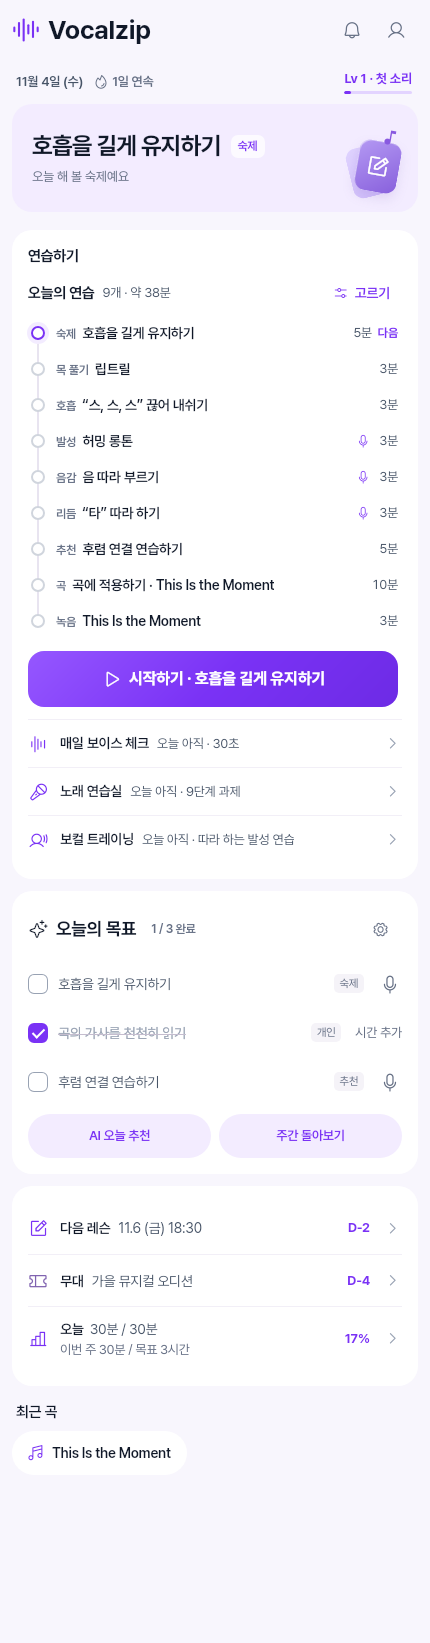 Vocalzip
11월 4일 (수) 1일 연속 Lv 1 · 첫 소리
호흡을 길게 유지하기 숙제
오늘 해 볼 숙제예요
연습하기
오늘의 연습 9개 · 약 38분 고르기
숙제 호흡을 길게 유지하기 5분 다음
목 풀기 립트릴 3분
호흡 “스, 스, 스” 끊어 내쉬기 3분
발성 허밍 롱톤 3분
음감 음 따라 부르기 3분
리듬 “타” 따라 하기 3분
추천 후렴 연결 연습하기 5분
곡 곡에 적용하기 · This Is the Moment 10분
녹음 This Is the Moment 3분
시작하기 · 호흡을 길게 유지하기
매일 보이스 체크 오늘 아직 · 30초
노래 연습실 오늘 아직 · 9단계 과제
보컬 트레이닝 오늘 아직 · 따라 하는 발성 연습
오늘의 목표 1 / 3 완료
호흡을 길게 유지하기 숙제
곡의 가사를 천천히 읽기 개인 시간 추가
후렴 연결 연습하기 추천
AI 오늘 추천 주간 돌아보기
다음 레슨 11.6 (금) 18:30 D-2
무대 가을 뮤지컬 오디션 D-4
오늘 30분 / 30분 17%
이번 주 30분 / 목표 3시간
최근 곡
This Is the Moment